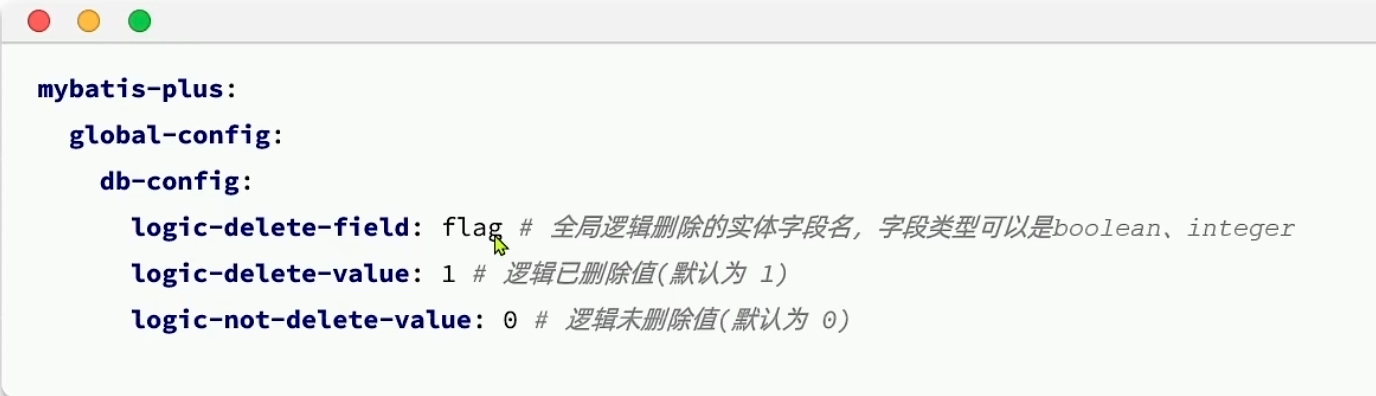 mybatis-plus:
global-config:
db-config:
logic-delete-field: flag # 全局逻辑删除的实体字段名, 字段类型可以是boolean、integer
logic-delete-value: 1 # 逻辑已删除值(默认为 1)
logic-not-delete-value: 0 # 逻辑未删除值(默认为 0)